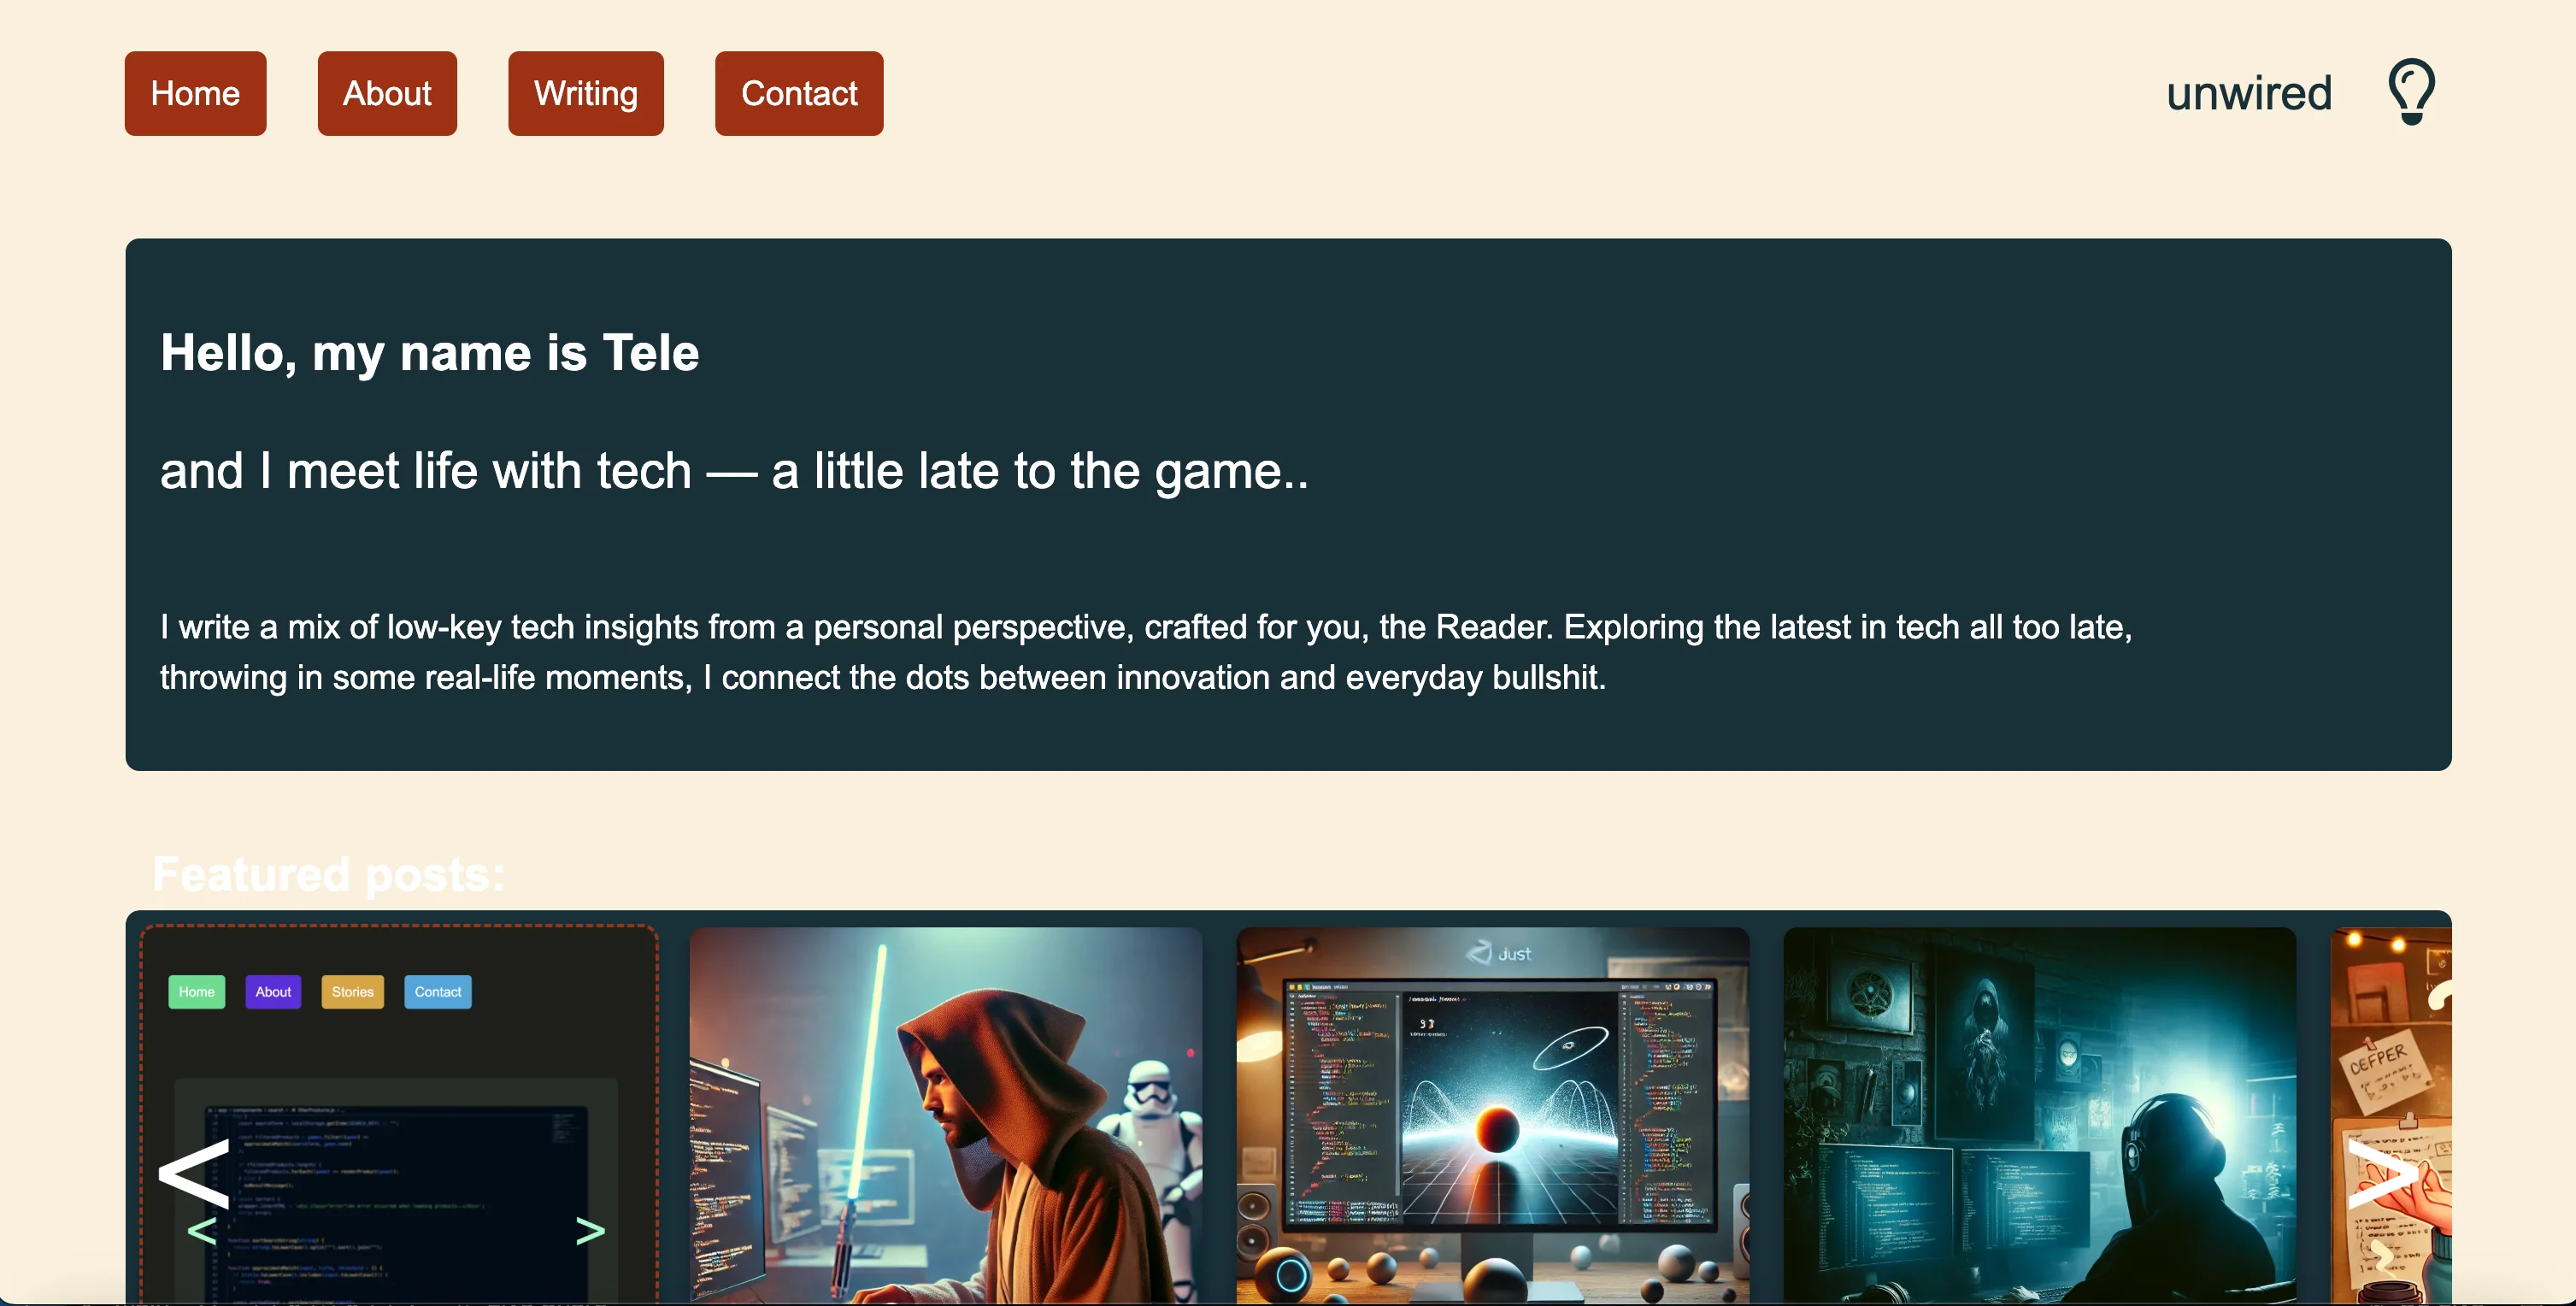 Home About Writing Contact unwired
Hello, my name is Tele
and I meet life with tech — a little late to the game..
I write a mix of low-key tech insights from a personal perspective, crafted for you, the Reader. Exploring the latest in tech all too late,
throwing in some real-life moments, I connect the dots between innovation and everyday bullshit.
Featured posts:
Home About Stories Contact
Just
< >
< >